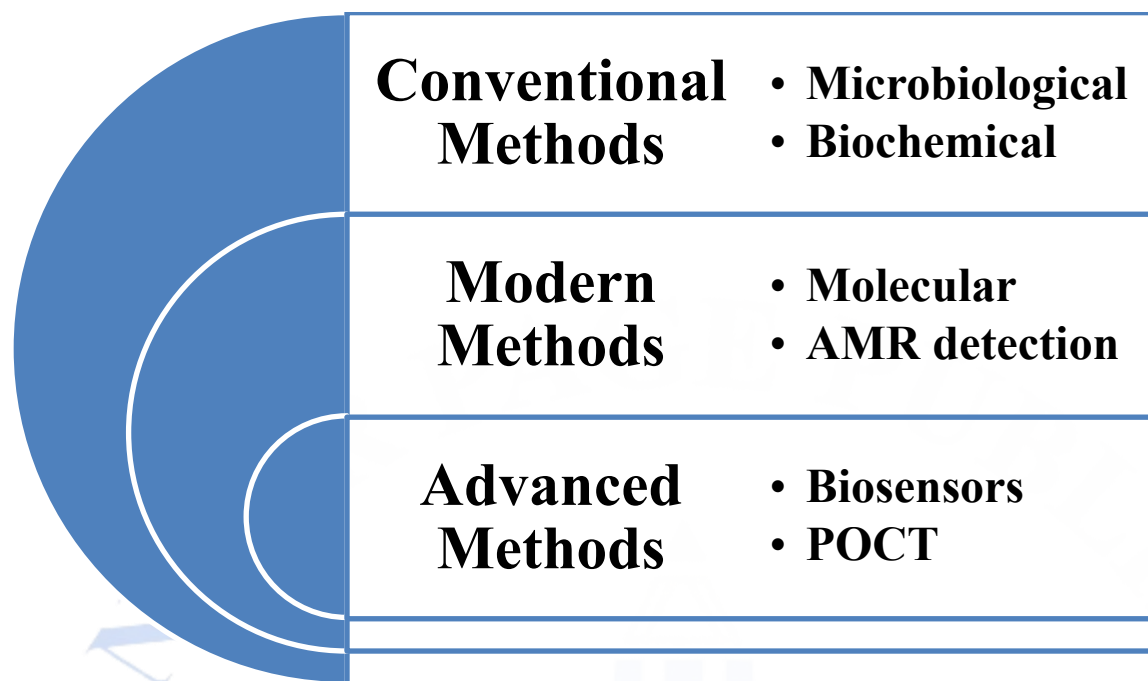 Conventional
Methods
• Microbiological
• Biochemical
Modern
Methods
• Molecular
• AMR detection
Advanced
Methods
• Biosensors
• POCT